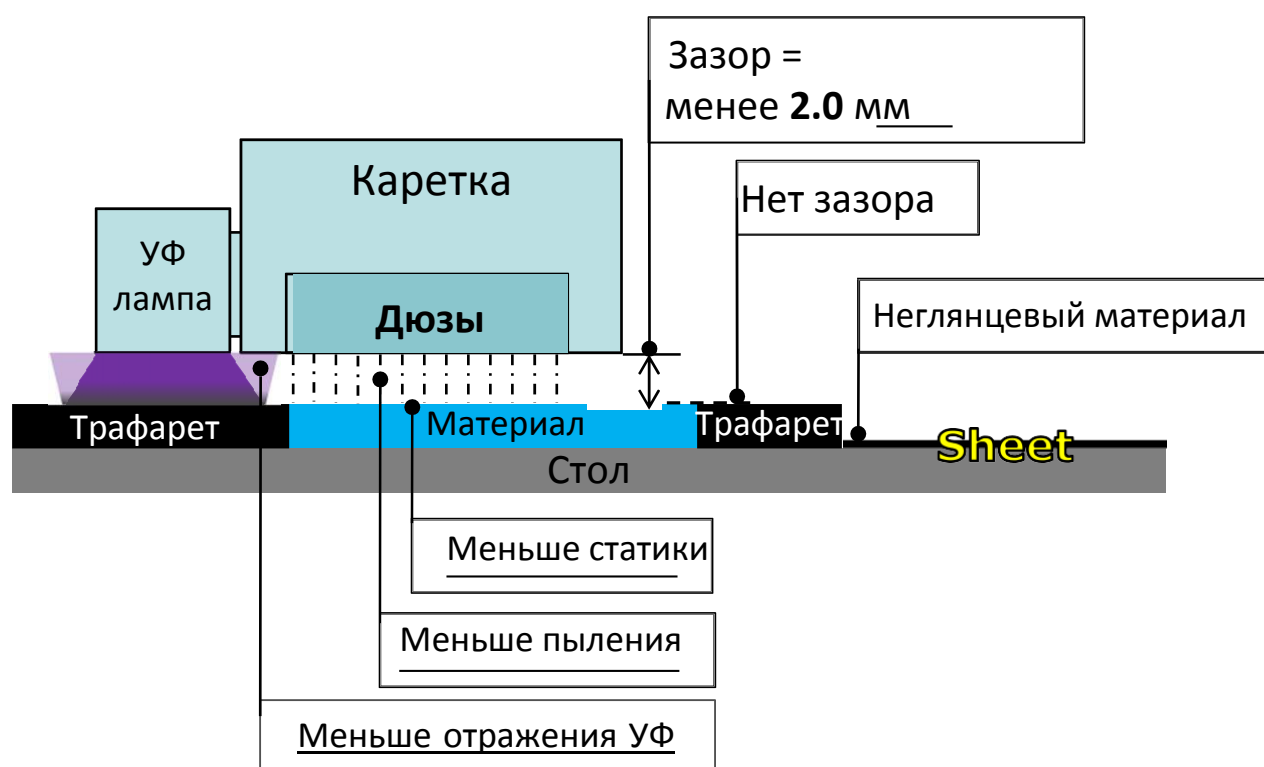 Зазор =
менее 2.0 мм
Каретка
Нет зазора
УФ
лампа
Дюзы
Неглянцевый материал
Трафарет
Материал
Трафарет
Sheet
Стол
Меньше статики
Меньше пыления
Меньше отражения УФ